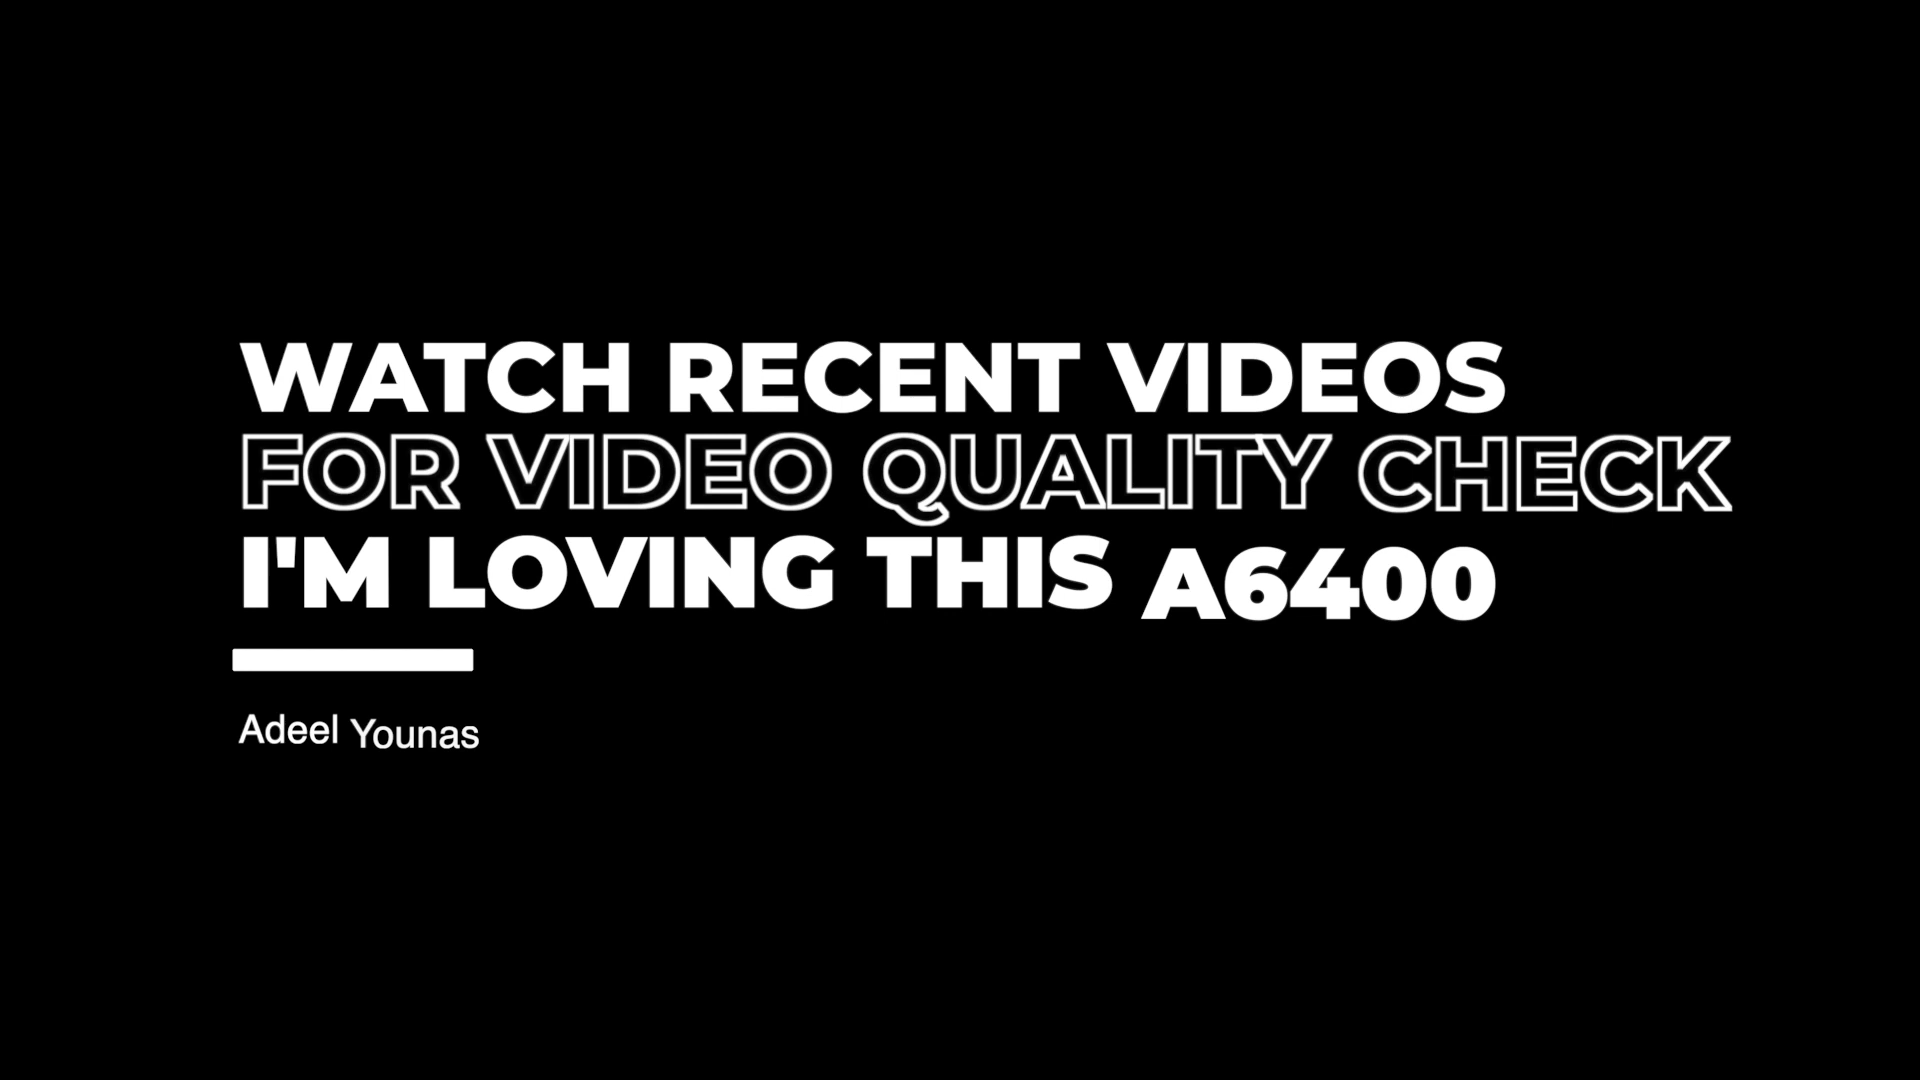 WATCH RECENT VIDEOS
FOR VIDEO QUALITY CHECK
I'M LOVING THIS A6400
Adeel Younas